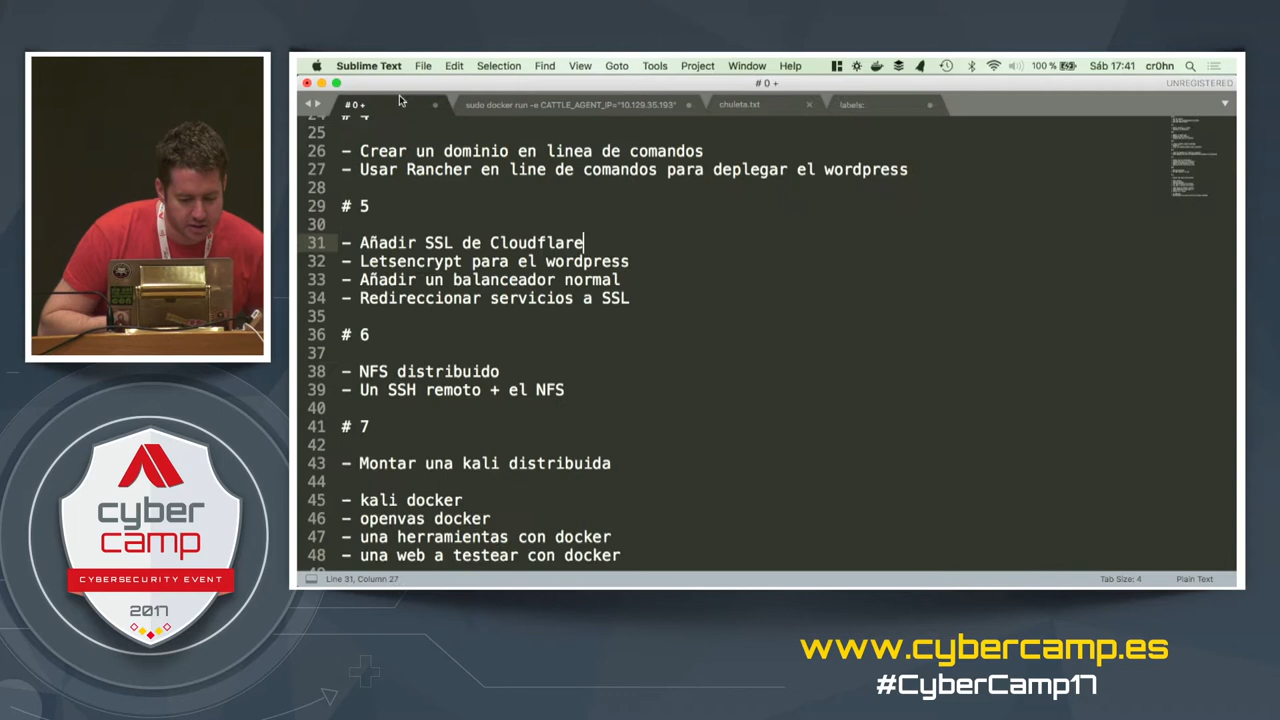 Sublime Text File Edit Selection Find View Goto Tools Project Window Help 100 % Sáb 17:41 cr0hn
# 0 + UNREGISTERED
# 0 + sudo docker run -e CATTLE_AGENT_IP="10.129.35.193" chuleta.txt labels:
24 # 4
25
26 - Crear un dominio en linea de comandos
27 - Usar Rancher en line de comandos para deplegar el wordpress
28
29 # 5
30
31 - Añadir SSL de Cloudflare
32 - Letsencrypt para el wordpress
33 - Añadir un balanceador normal
34 - Redireccionar servicios a SSL
35
36 # 6
37
38 - NFS distribuido
39 - Un SSH remoto + el NFS
40
41 # 7
42
43 - Montar una kali distribuida
44
45 - kali docker
46 - openvas docker
47 - una herramientas con docker
48 - una web a testear con docker
Line 31, Column 27 Tab Size: 4 Plain Text
cyber
camp
CYBERSECURITY EVENT
2017
www.cybercamp.es
#CyberCamp17